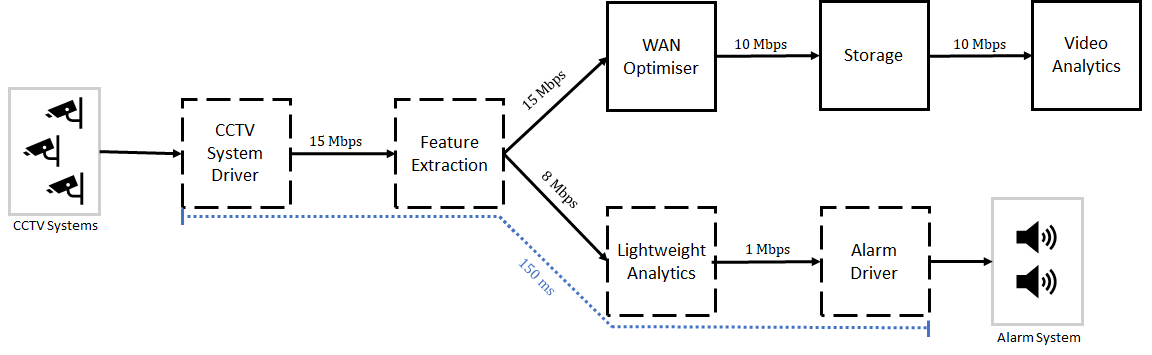 CCTV Systems
CCTV
System
Driver
15 Mbps
Feature
Extraction
15 Mbps
WAN
Optimiser
10 Mbps
Storage
10 Mbps
Video
Analytics
8 Mbps
Lightweight
Analytics
1 Mbps
Alarm
Driver
Alarm System
150 ms